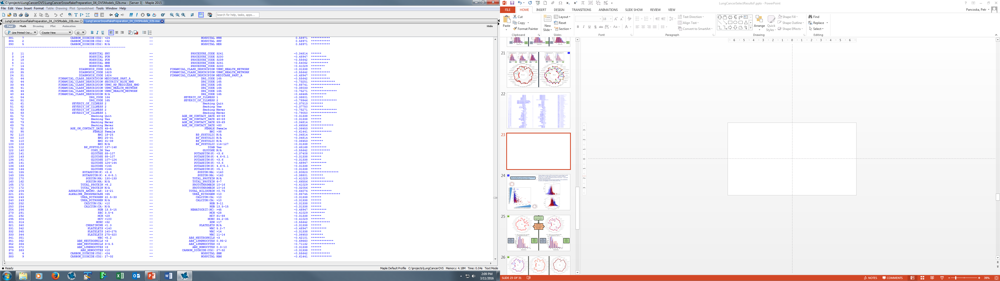 C:\projects\LungCancerOVS\LungCancerSnowflakePreparation_04_OVSModels_02b.mw - [Server 3] - Maple 2015
File Edit View Insert Format Table Drawing Plot Spreadsheet Tools Window Help
Search for help, tasks, apps...
LungCancerSnowflakePreparation_04_OVSModels_03b.mw LungCancerSnowflakePreparation_04_OVSModels_02b.mw
Text Math Drawing Plot Animation Hide
Line Printed Out... Courier New 12 B I U
381 7 CARBON_DIOXIDE(CO2) <24 -- HOSPITAL NWH 0.58971 ***********
384 2 CARBON_DIOXIDE(CO2) >32 -- HOSPITAL SHY 0.58971 ***********
390 5 CARBON_DIOXIDE(CO2) N/A -- HOSPITAL MER 0.58971 ***********
2 11 HOSPITAL SHY -- PROCEDURE_CODE 3241 -0.34814 ******
3 14 HOSPITAL PUH -- PROCEDURE_CODE 3230 -0.48947 *********
3 18 HOSPITAL PUH -- PROCEDURE_CODE 3239 -0.55642 ***********
4 11 HOSPITAL SMH -- PROCEDURE_CODE 3241 -0.54062 **********
7 14 HOSPITAL NWH -- PROCEDURE_CODE 3230 -0.41029 ********
22 35 DIAGNOSIS_CODE 1625 -- FINANCIAL_CLASS_DESCRIPION UPMC_HEALTH_NETWORK -0.31338 ******
23 35 DIAGNOSIS_CODE 1629 -- FINANCIAL_CLASS_DESCRIPION UPMC_HEALTH_NETWORK -0.55642 ***********
24 31 DIAGNOSIS_CODE 1624 -- FINANCIAL_CLASS_DESCRIPION MEDICARE_PART_A -0.48947 *********
31 44 FINANCIAL_CLASS_DESCRIPION MEDICARE_PART_A -- DRG_CODE 165 -0.55642 ***********
32 44 FINANCIAL_CLASS_DESCRIPION SECURITY_BLUE_HMO -- DRG_CODE 165 -0.73251 **************
33 44 FINANCIAL_CLASS_DESCRIPION UPMC_HP_MEDICARE_HMO -- DRG_CODE 165 -0.88741 *****************
35 41 FINANCIAL_CLASS_DESCRIPION UPMC_HEALTH_NETWORK -- DRG_CODE 164 -0.38033 *******
35 44 FINANCIAL_CLASS_DESCRIPION UPMC_HEALTH_NETWORK -- DRG_CODE 165 -0.75271 ***************
40 44 FINANCIAL_CLASS_DESCRIPION N/A -- DRG_CODE 165 -0.46465 *********
41 54 DRG_CODE 164 -- SEVERIY_OF_ILLNESS 1 -0.38801 *******
44 51 DRG_CODE 165 -- SEVERIY_OF_ILLNESS 2 -0.79946 ***************
51 61 SEVERIY_OF_ILLNESS 2 -- Smoking Quit -0.37513 *******
51 62 SEVERIY_OF_ILLNESS 2 -- Smoking Yes -0.37750 *******
51 63 SEVERIY_OF_ILLNESS 2 -- Smoking Never -0.75271 ***************
54 63 SEVERIY_OF_ILLNESS 1 -- Smoking Never -0.79050 ***************
61 72 Smoking Quit -- AGE_ON_CONTACT_DATE 48-59 -0.31338 ******
62 72 Smoking Yes -- AGE_ON_CONTACT_DATE 48-59 -0.31338 ******
63 73 Smoking Never -- AGE_ON_CONTACT_DATE 59-69 -0.34814 ******
63 75 Smoking Never -- AGE_ON_CONTACT_DATE >80 -0.66556 *************
72 82 AGE_ON_CONTACT_DATE 48-59 -- FEMALE Female -0.36453 *******
82 95 FEMALE Female -- BMI >38 -0.61441 ************
92 110 BMI 18-25 -- BP_SYSTOLIC N/A -0.34814 ******
93 110 BMI 25-31 -- BP_SYSTOLIC N/A -0.34814 ******
94 110 BMI 31-38 -- BP_SYSTOLIC N/A -0.36453 *******
100 103 BMI N/A -- BP_SYSTOLIC 114-127 -0.31338 ******
105 112 BP_SYSTOLIC 137-148 -- DIAB Yes -0.45168 *********
122 140 COPD_DX Yes -- GLUCOSE N/A -0.55642 ***********
133 141 GLUCOSE 88-107 -- POTASSIUM(K) <3.6 -0.37408 *******
133 143 GLUCOSE 88-107 -- POTASSIUM(K) 4.6-5.1 -0.31338 ******
134 141 GLUCOSE 107-124 -- POTASSIUM(K) <3.6 -0.31338 ******
135 141 GLUCOSE 124-144 -- POTASSIUM(K) <3.6 -0.48947 *********
136 143 GLUCOSE >144 -- POTASSIUM(K) 4.6-5.1 -0.31338 ******
136 144 GLUCOSE >144 -- POTASSIUM(K) >5.1 -0.31338 ******
141 155 POTASSIUM(K) <3.6 -- SODIUM(NA) >140 -0.80823 ****************
143 155 POTASSIUM(K) 4.6-5.1 -- SODIUM(NA) >140 -0.38801 *******
152 170 SODIUM(NA) 130-133 -- TOTAL_PROTEIN N/A -0.41029 ********
160 162 SODIUM(NA) N/A -- TOTAL_PROTEIN 6-7 -0.66556 *************
165 172 TOTAL_PROTEIN >8.2 -- PROTOTHROMBIN 10-16 -0.41029 ********
170 172 TOTAL_PROTEIN N/A -- PROTOTHROMBIN 10-16 -0.32056 ******
192 204 ASPARTATE_AMINO.(AS) 14-21 -- TOTAL_BILIRUBIN >0.75 -0.64074 ************
221 231 ALKALINE_PHOSPHATASE <65 -- UREA_NITROGEN <10 -0.85745 *****************
234 243 UREA_NITROGEN 22.5-33 -- CALCIUM(CA) >10 -0.31338 ******
240 243 UREA_NITROGEN N/A -- CALCIUM(CA) >10 -0.31338 ******
243 252 CALCIUM(CA) >10 -- HGB 9-11 -0.31338 ******
250 254 CALCIUM(CA) N/A -- HGB 13.5-15 -0.31338 ******
254 266 HGB 13.5-15 -- HEMATOCRIT(HC) >45 -0.48947 *********
273 281 RBC 3.5-4 -- MCH <28 -0.41029 ********
281 292 MCH <28 -- MCV 81-88 -0.31338 ******
295 304 MCV >100 -- MCHC 34.2-35 -0.41029 ********
301 314 MCHC <32 -- RDW >17 -0.55642 ***********
321 340 CREATININE <1.3 -- PLATELETS N/A -0.31338 ******
331 342 PLATELETS <140 -- WBC 5.2-7 -0.48947 *********
332 345 PLATELETS 140-275 -- WBC >14 -0.31338 ******
333 344 PLATELETS 275-320 -- WBC 11-14 -0.36453 *******
341 351 WBC <5.2 -- ABS_NEUTROPHILS <3 -0.42101 ********
351 362 ABS_NEUTROPHILS <3 -- ABS_LYMPHOCYTES 0.95-2 -0.69660 *************
352 364 ABS_NEUTROPHILS 3-4.5 -- ABS_LYMPHOCYTES >3 -0.71132 **************
364 372 ABS_LYMPHOCYTES >3 -- ABS_MONOCYTES 0.3-10 -0.31338 ******
373 383 ABS_MONOCYTES >10 -- CARBON_DIOXIDE(CO2) 27-32 -0.31338 ******
381 4 CARBON_DIOXIDE(CO2) <24 -- HOSPITAL SMH -0.55642 ***********
383 9 CARBON_DIOXIDE(CO2) 27-32 -- HOSPITAL HAM -0.61441 ************
Ready Maple Default Profile C:\projects\LungCancerOVS Memory: 4.18M Time: 0.04s Text Mode
2:09 PM
3/11/2016
LungCancerSelectResultsF.pptx - PowerPoint
FILE HOME INSERT DESIGN TRANSITIONS ANIMATIONS SLIDE SHOW REVIEW VIEW Pancoska, Petr
Paste Cut Copy Format Painter
New Slide Layout Reset Section
18
Text Direction Align Text Convert to SmartArt
Arrange Quick Styles Shape Fill Shape Outline Shape Effects
Find Replace Select
Clipboard Slides Font Paragraph Drawing Editing
21
22
23
24
25
26
SLIDE 23 OF 31 NOTES COMMENTS 39%